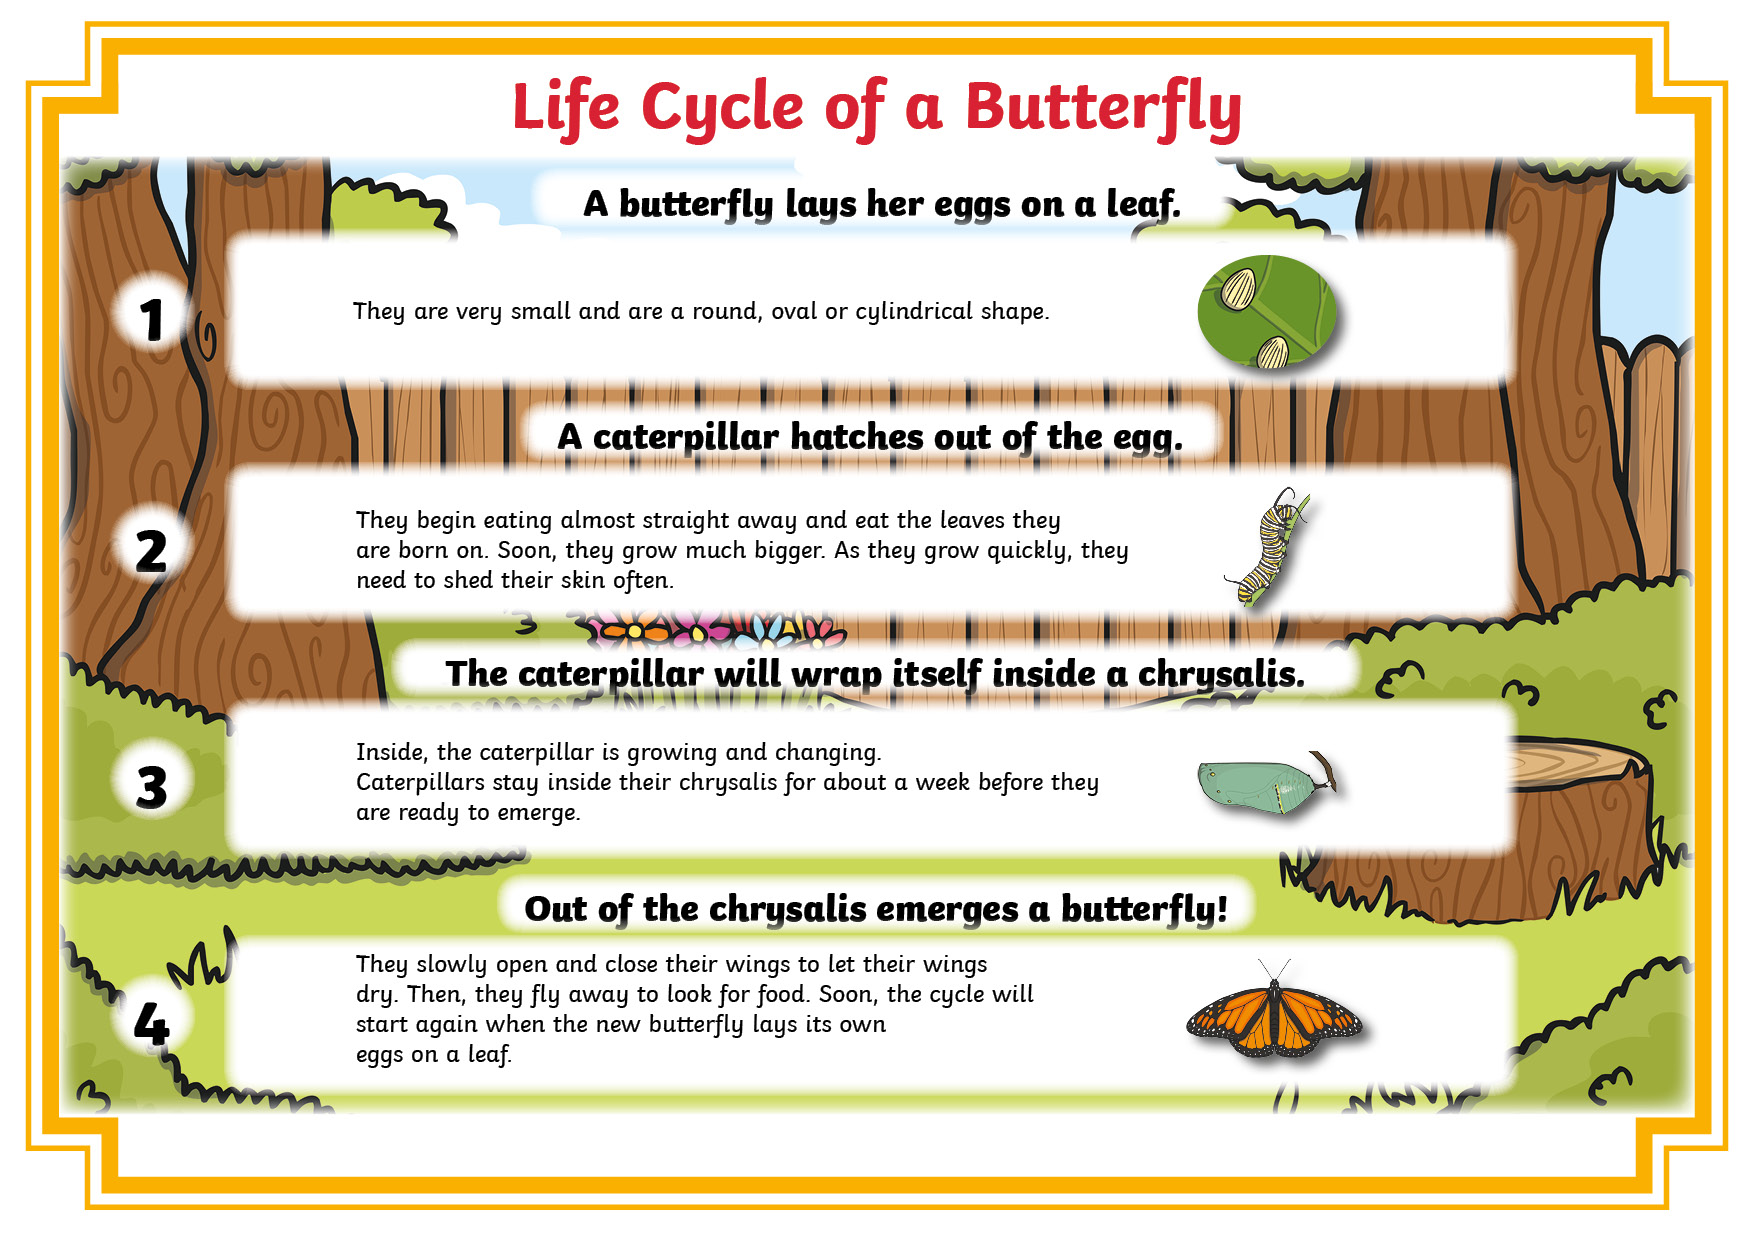 Life Cycle of a Butterfly
A butterfly lays her eggs on a leaf.
1
They are very small and are a round, oval or cylindrical shape.
A caterpillar hatches out of the egg.
2
They begin eating almost straight away and eat the leaves they
are born on. Soon, they grow much bigger. As they grow quickly, they
need to shed their skin often.
The caterpillar will wrap itself inside a chrysalis.
3
Inside, the caterpillar is growing and changing.
Caterpillars stay inside their chrysalis for about a week before they
are ready to emerge.
Out of the chrysalis emerges a butterfly!
4
They slowly open and close their wings to let their wings
dry. Then, they fly away to look for food. Soon, the cycle will
start again when the new butterfly lays its own
eggs on a leaf.